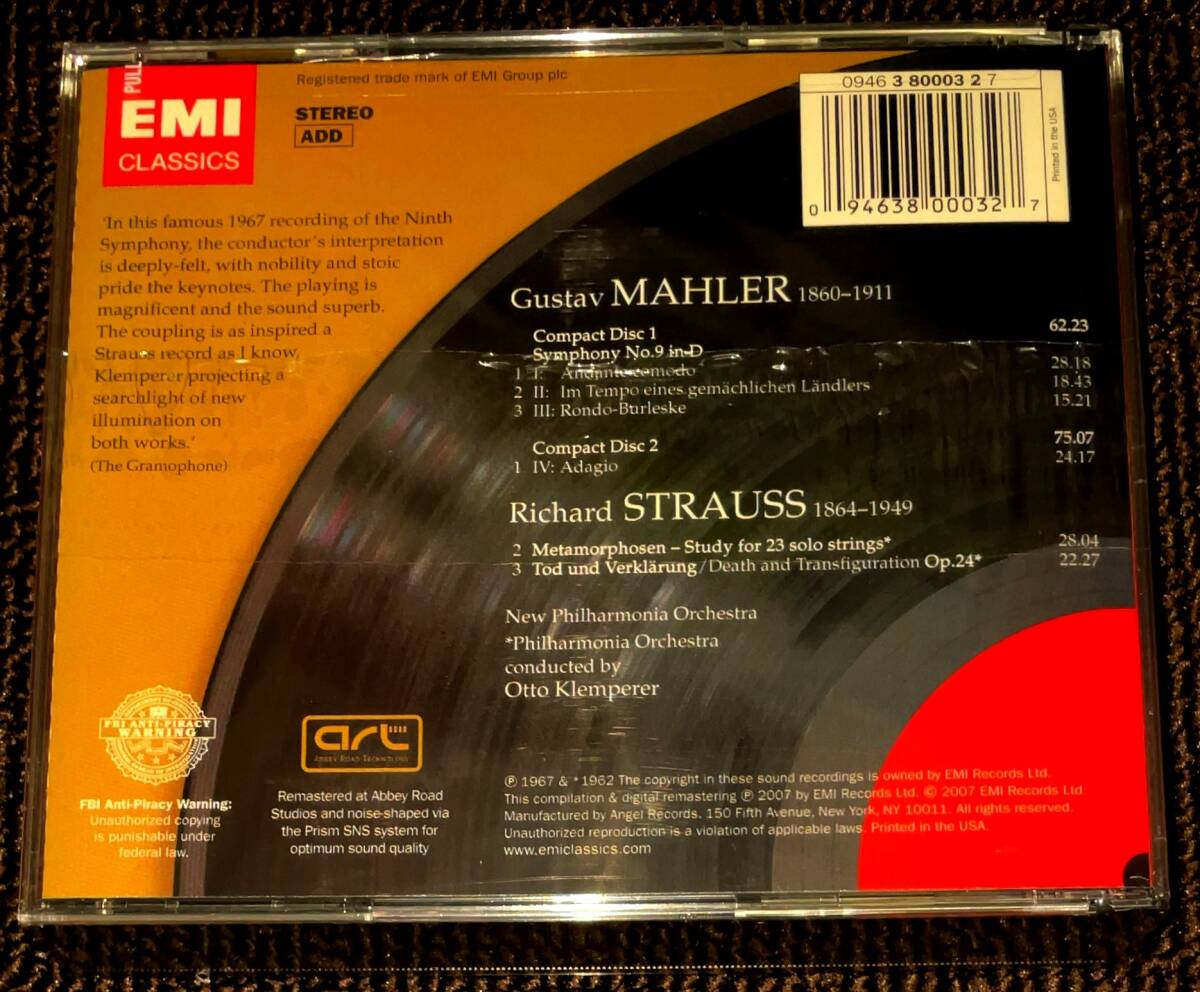 PULL
EMI
CLASSICS
Registered trade mark of EMI Group plc
STEREO
ADD
0946 3 80003 2 7
Printed in the USA
0 94638 00032 7
'In this famous 1967 recording of the Ninth
Symphony, the conductor's interpretation
is deeply-felt, with nobility and stoic
pride the keynotes. The playing is
magnificent and the sound superb.
The coupling is as inspired a
Strauss record as I know,
Klemperer projecting a
searchlight of new
illumination on
both works.'
(The Gramophone)
Gustav MAHLER 1860–1911
Compact Disc 1 62.23
Symphony No.9 in D
1 I: Andante comodo 28.18
2 II: Im Tempo eines gemächlichen Ländlers 18.43
3 III: Rondo-Burleske 15.21
Compact Disc 2 75.07
1 IV: Adagio 24.17
Richard STRAUSS 1864–1949
2 Metamorphosen – Study for 23 solo strings* 28.04
3 Tod und Verklärung/Death and Transfiguration Op.24* 22.27
New Philharmonia Orchestra
*Philharmonia Orchestra
conducted by
Otto Klemperer
FBI ANTI-PIRACY
WARNING
FBI Anti-Piracy Warning:
Unauthorized copying
is punishable under
federal law.
art
ABBEY ROAD TECHNOLOGY
Remastered at Abbey Road
Studios and noise-shaped via
the Prism SNS system for
optimum sound quality
℗ 1967 & * 1962 The copyright in these sound recordings is owned by EMI Records Ltd.
This compilation & digital remastering ℗ 2007 by EMI Records Ltd. © 2007 EMI Records Ltd.
Manufactured by Angel Records, 150 Fifth Avenue, New York, NY 10011. All rights reserved.
Unauthorized reproduction is a violation of applicable laws. Printed in the USA.
www.emiclassics.com